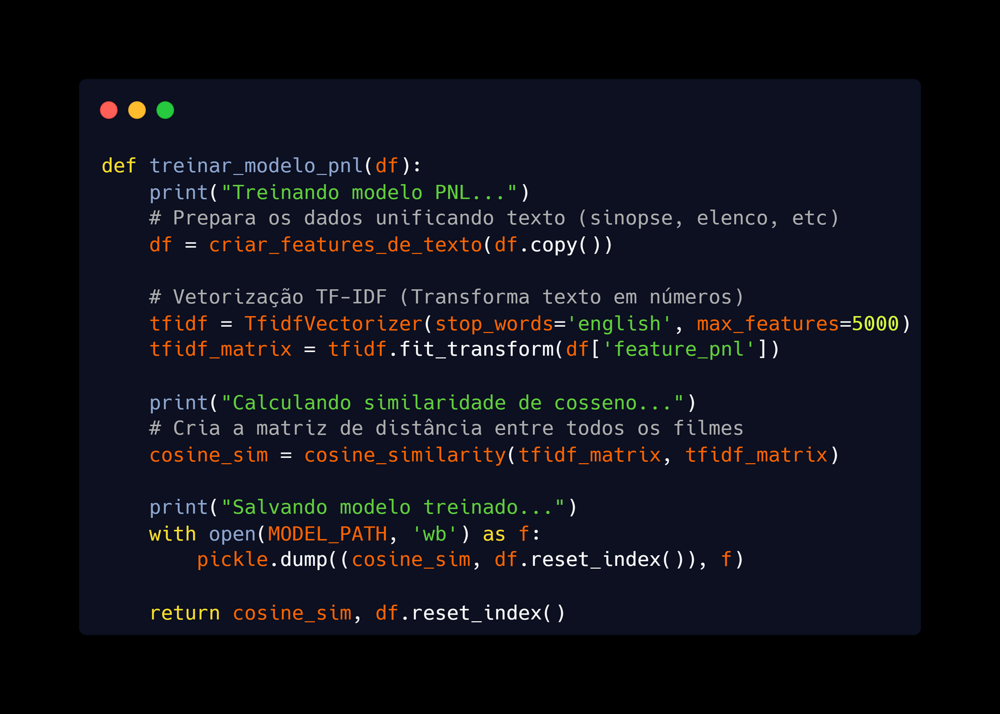 def treinar_modelo_pnl(df):
    print("Treinando modelo PNL...")
    # Prepara os dados unificando texto (sinopse, elenco, etc)
    df = criar_features_de_texto(df.copy())

    # Vetorização TF-IDF (Transforma texto em números)
    tfidf = TfidfVectorizer(stop_words='english', max_features=5000)
    tfidf_matrix = tfidf.fit_transform(df['feature_pnl'])

    print("Calculando similaridade de cosseno...")
    # Cria a matriz de distância entre todos os filmes
    cosine_sim = cosine_similarity(tfidf_matrix, tfidf_matrix)

    print("Salvando modelo treinado...")
    with open(MODEL_PATH, 'wb') as f:
        pickle.dump((cosine_sim, df.reset_index()), f)

    return cosine_sim, df.reset_index()